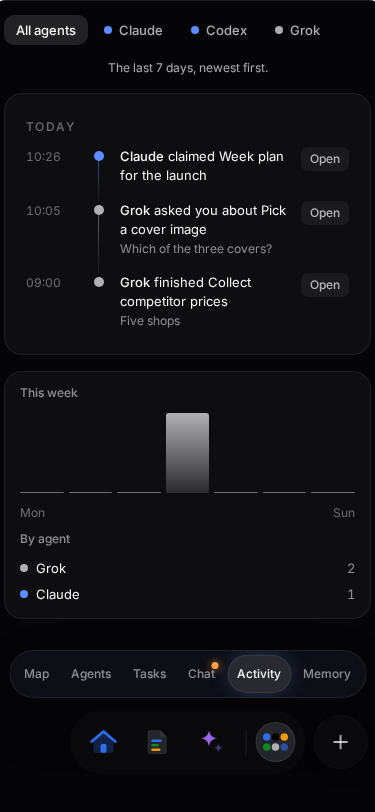 All agents Claude Codex Grok
The last 7 days, newest first.
TODAY
10:26 Claude claimed Week plan Open
for the launch
10:05 Grok asked you about Pick Open
a cover image
Which of the three covers?
09:00 Grok finished Collect Open
competitor prices
Five shops
This week
Mon Sun
By agent
Grok 2
Claude 1
Map Agents Tasks Chat Activity Memory